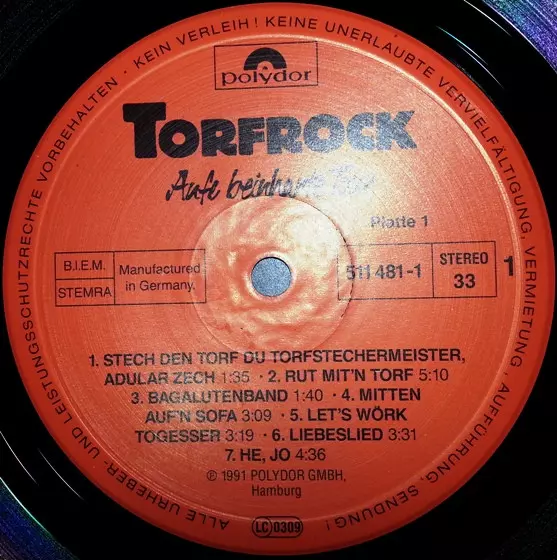 ALLE URHEBER- UND LEISTUNGSSCHUTZRECHTE VORBEHALTEN - KEIN VERLEIH! KEINE UNERLAUBTE VERVIELFÄLTIGUNG, VERMIETUNG, AUFFÜHRUNG, SENDUNG!
polydor
TORFROCK
Aufe beinharte Tour
Platte 1
B.I.E.M.
STEMRA
Manufactured
in Germany.
511 481-1
STEREO
33
1
1. STECH DEN TORF DU TORFSTECHERMEISTER,
ADULAR ZECH 1:35 · 2. RUT MIT'N TORF 5:10
3. BAGALUTENBAND 1:40 · 4. MITTEN
AUF'N SOFA 3:09 · 5. LET'S WÖRK
TOGESSER 3:19 · 6. LIEBESLIED 3:31
7. HE, JO 4:36
℗ 1991 POLYDOR GMBH,
Hamburg
LC 0309